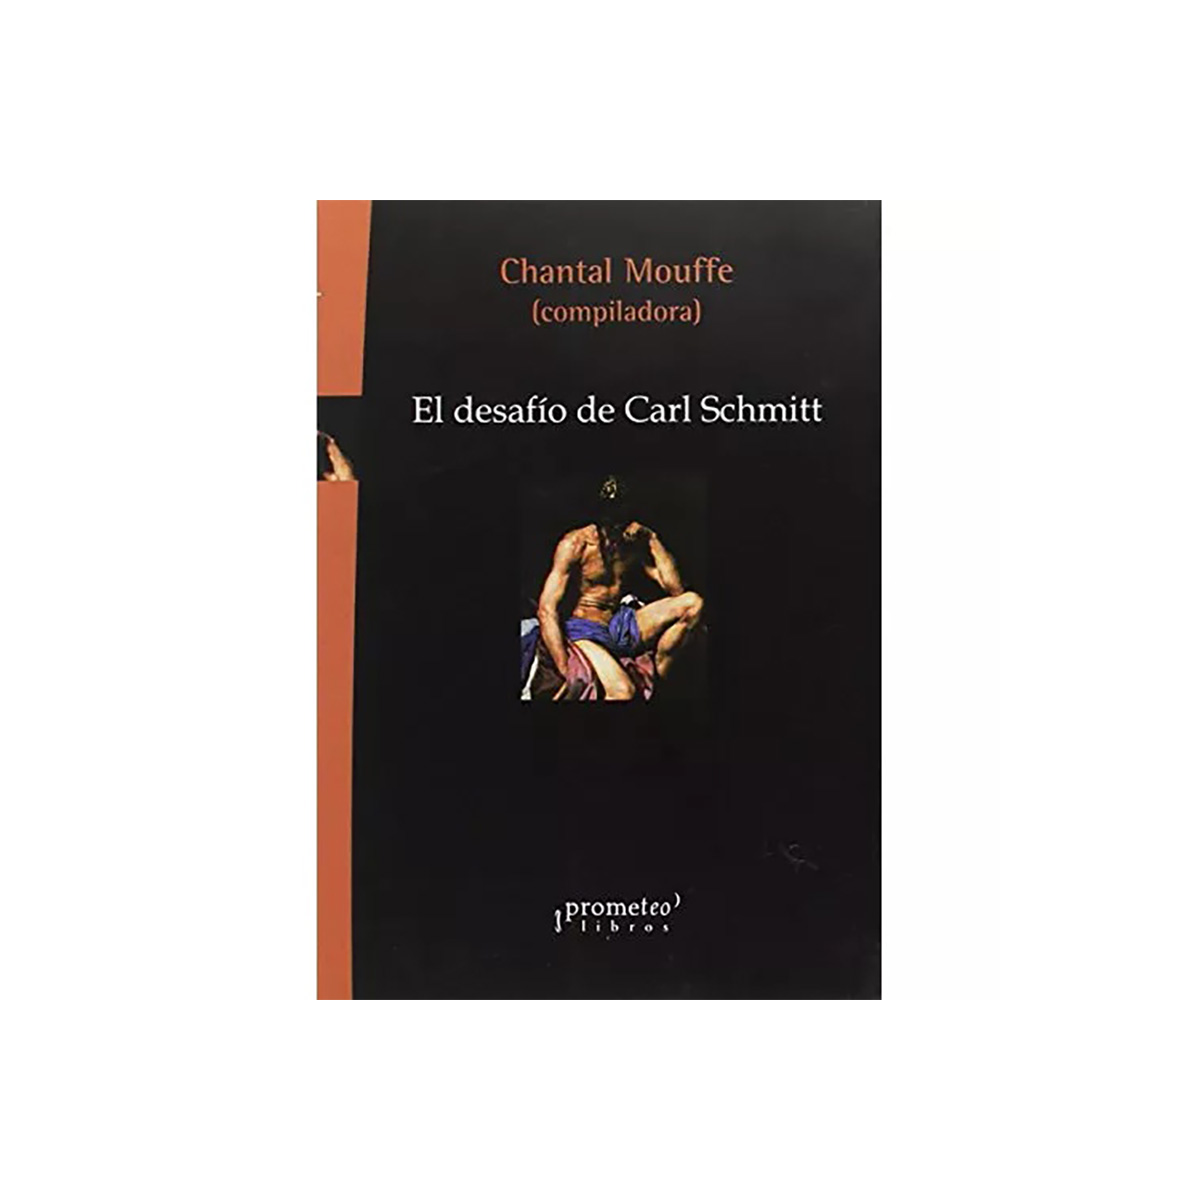 Chantal Mouffe
(compiladora)
El desafío de Carl Schmitt
prometeo
libros